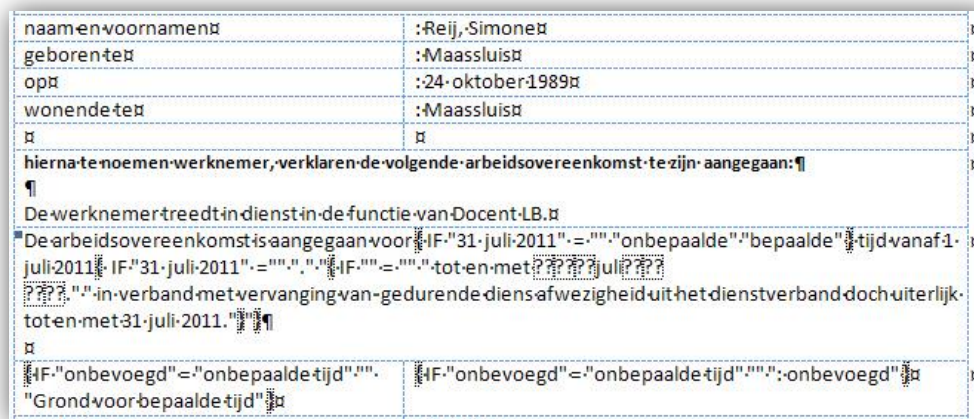 naam en voornamen¤ : Reij, Simone¤
geboren te¤ : Maassluis¤
op¤ : 24 oktober 1989¤
wonende te¤ : Maassluis¤
¤ ¤
hierna te noemen werknemer, verklaren de volgende arbeidsovereenkomst te zijn aangegaan:¶
¶
De werknemer treedt in dienst in de functie van Docent LB.¤
De arbeidsovereenkomst is aangegaan voor { IF "31 juli 2011" = "" "onbepaalde" "bepaalde" } tijd vanaf 1
juli 2011{ IF "31 juli 2011" ="" "." "{ IF "" = "" " tot en met ??????juli????
????." " in verband met vervanging van - gedurende diens afwezigheid uit het dienstverband doch uiterlijk
tot en met 31 juli 2011."}"}¶
¤
{ IF "onbevoegd" = "onbepaalde tijd" "" { IF "onbevoegd" = "onbepaalde tijd" "" ": onbevoegd" }¤
"Grond voor bepaalde tijd" }¤